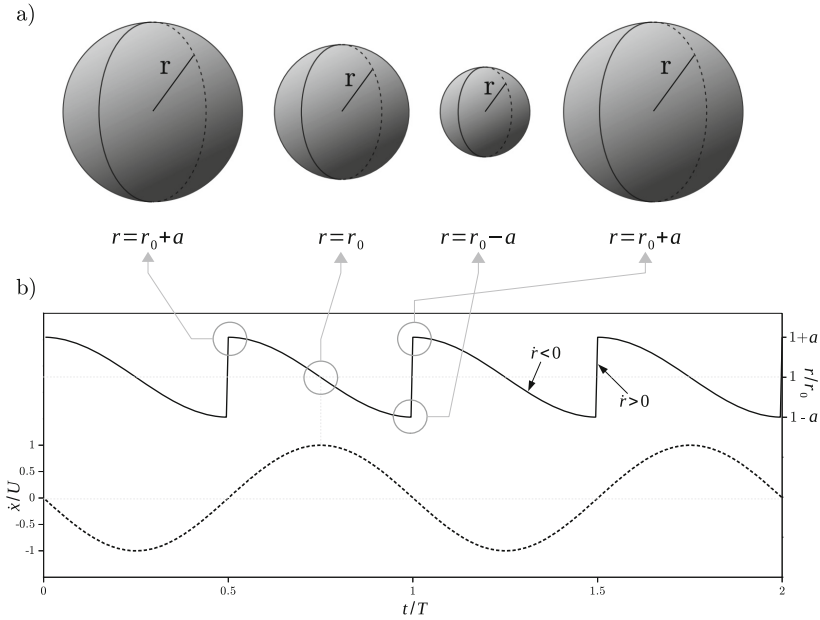 a)
r r r r
r=r₀+a r=r₀ r=r₀−a r=r₀+a
b)
1+a
ṙ<0
1
r/r₀
ṙ>0
1-a
1
0.5
0
-0.5
-1
ẋ/U
0 0.5 1 1.5 2
t/T